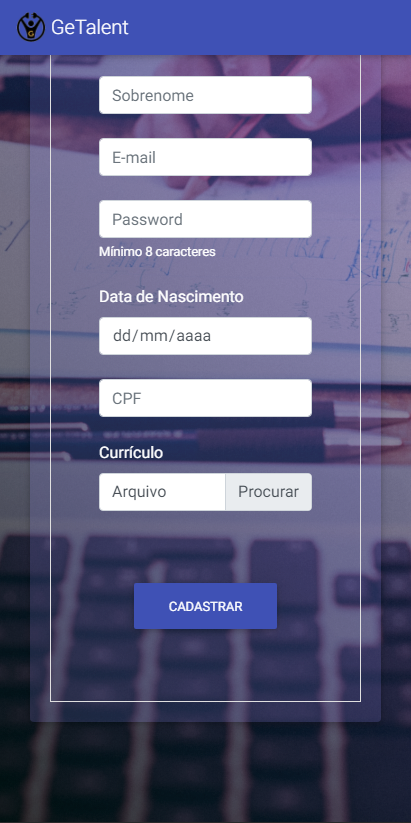 GeTalent
Sobrenome
E-mail
Password
Mínimo 8 caracteres
Data de Nascimento
dd/mm/aaaa
CPF
Currículo
Arquivo Procurar
CADASTRAR